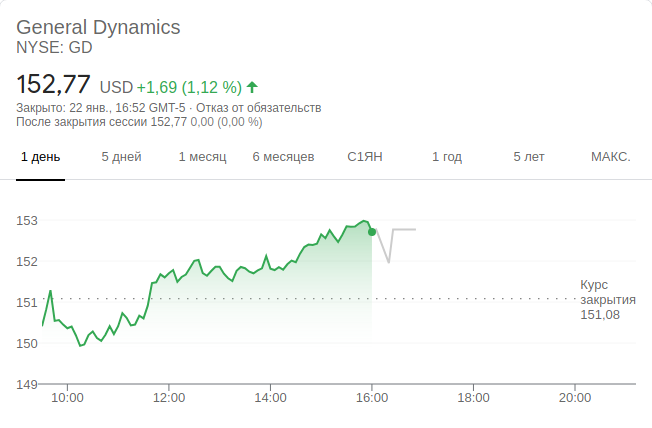 General Dynamics
NYSE: GD
152,77 USD +1,69 (1,12 %)
Закрыто: 22 янв., 16:52 GMT-5 · Отказ от обязательств
После закрытия сессии 152,77 0,00 (0,00 %)
1 день 5 дней 1 месяц 6 месяцев С1ЯН 1 год 5 лет МАКС.
153
152
151
150
149
Курс
закрытия
151,08
10:00 12:00 14:00 16:00 18:00 20:00